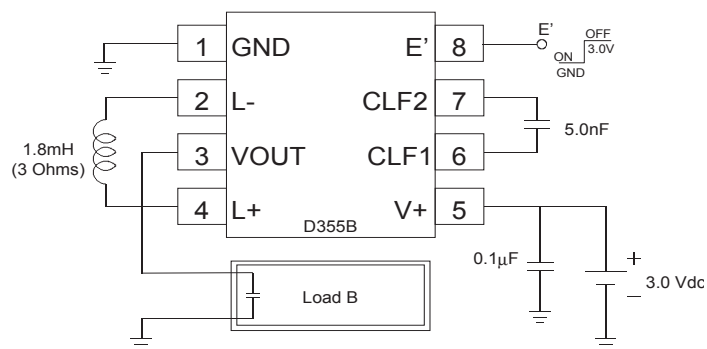 1 GND
2 L-
3 VOUT
4 L+
E' 8
CLF2 7
CLF1 6
V+ 5
D355B
1.8mH
(3 Ohms)
E'
OFF
3.0V
ON
GND
5.0nF
0.1µF
+
3.0 Vdc
–
Load B